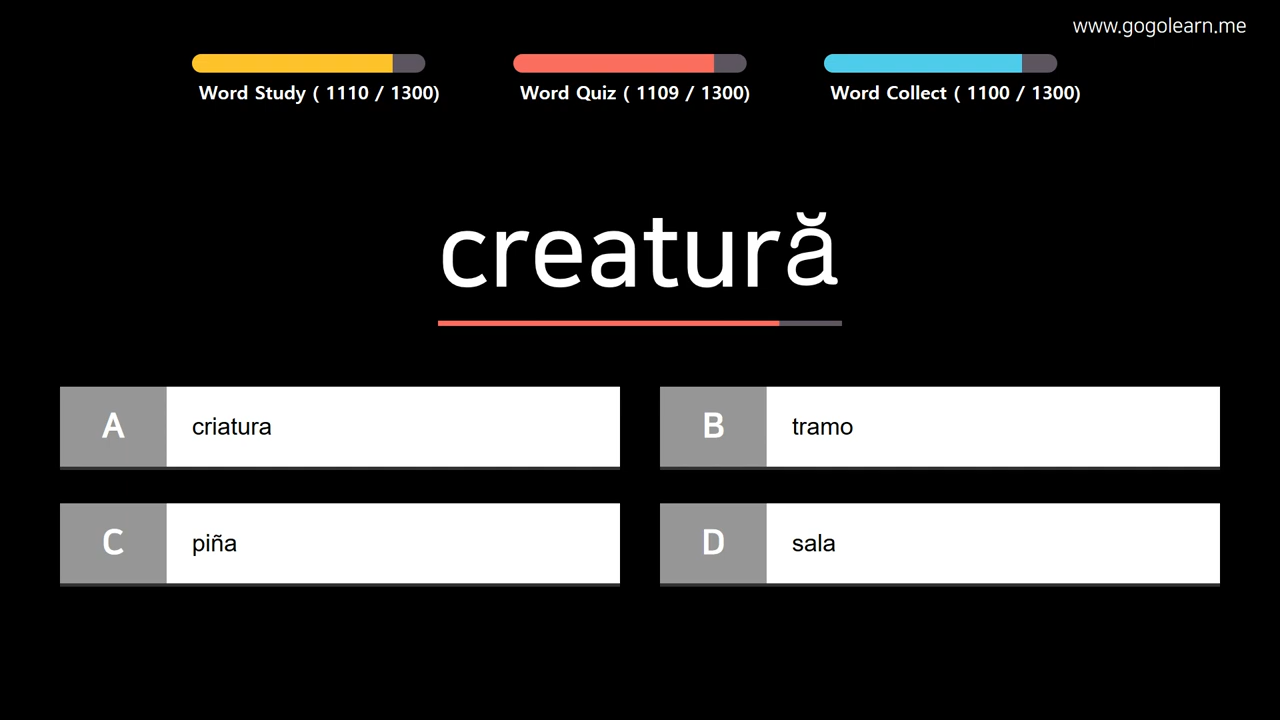 www.gogolearn.me
Word Study ( 1110 / 1300)
Word Quiz ( 1109 / 1300)
Word Collect ( 1100 / 1300)
creatură
A criatura
B tramo
C piña
D sala